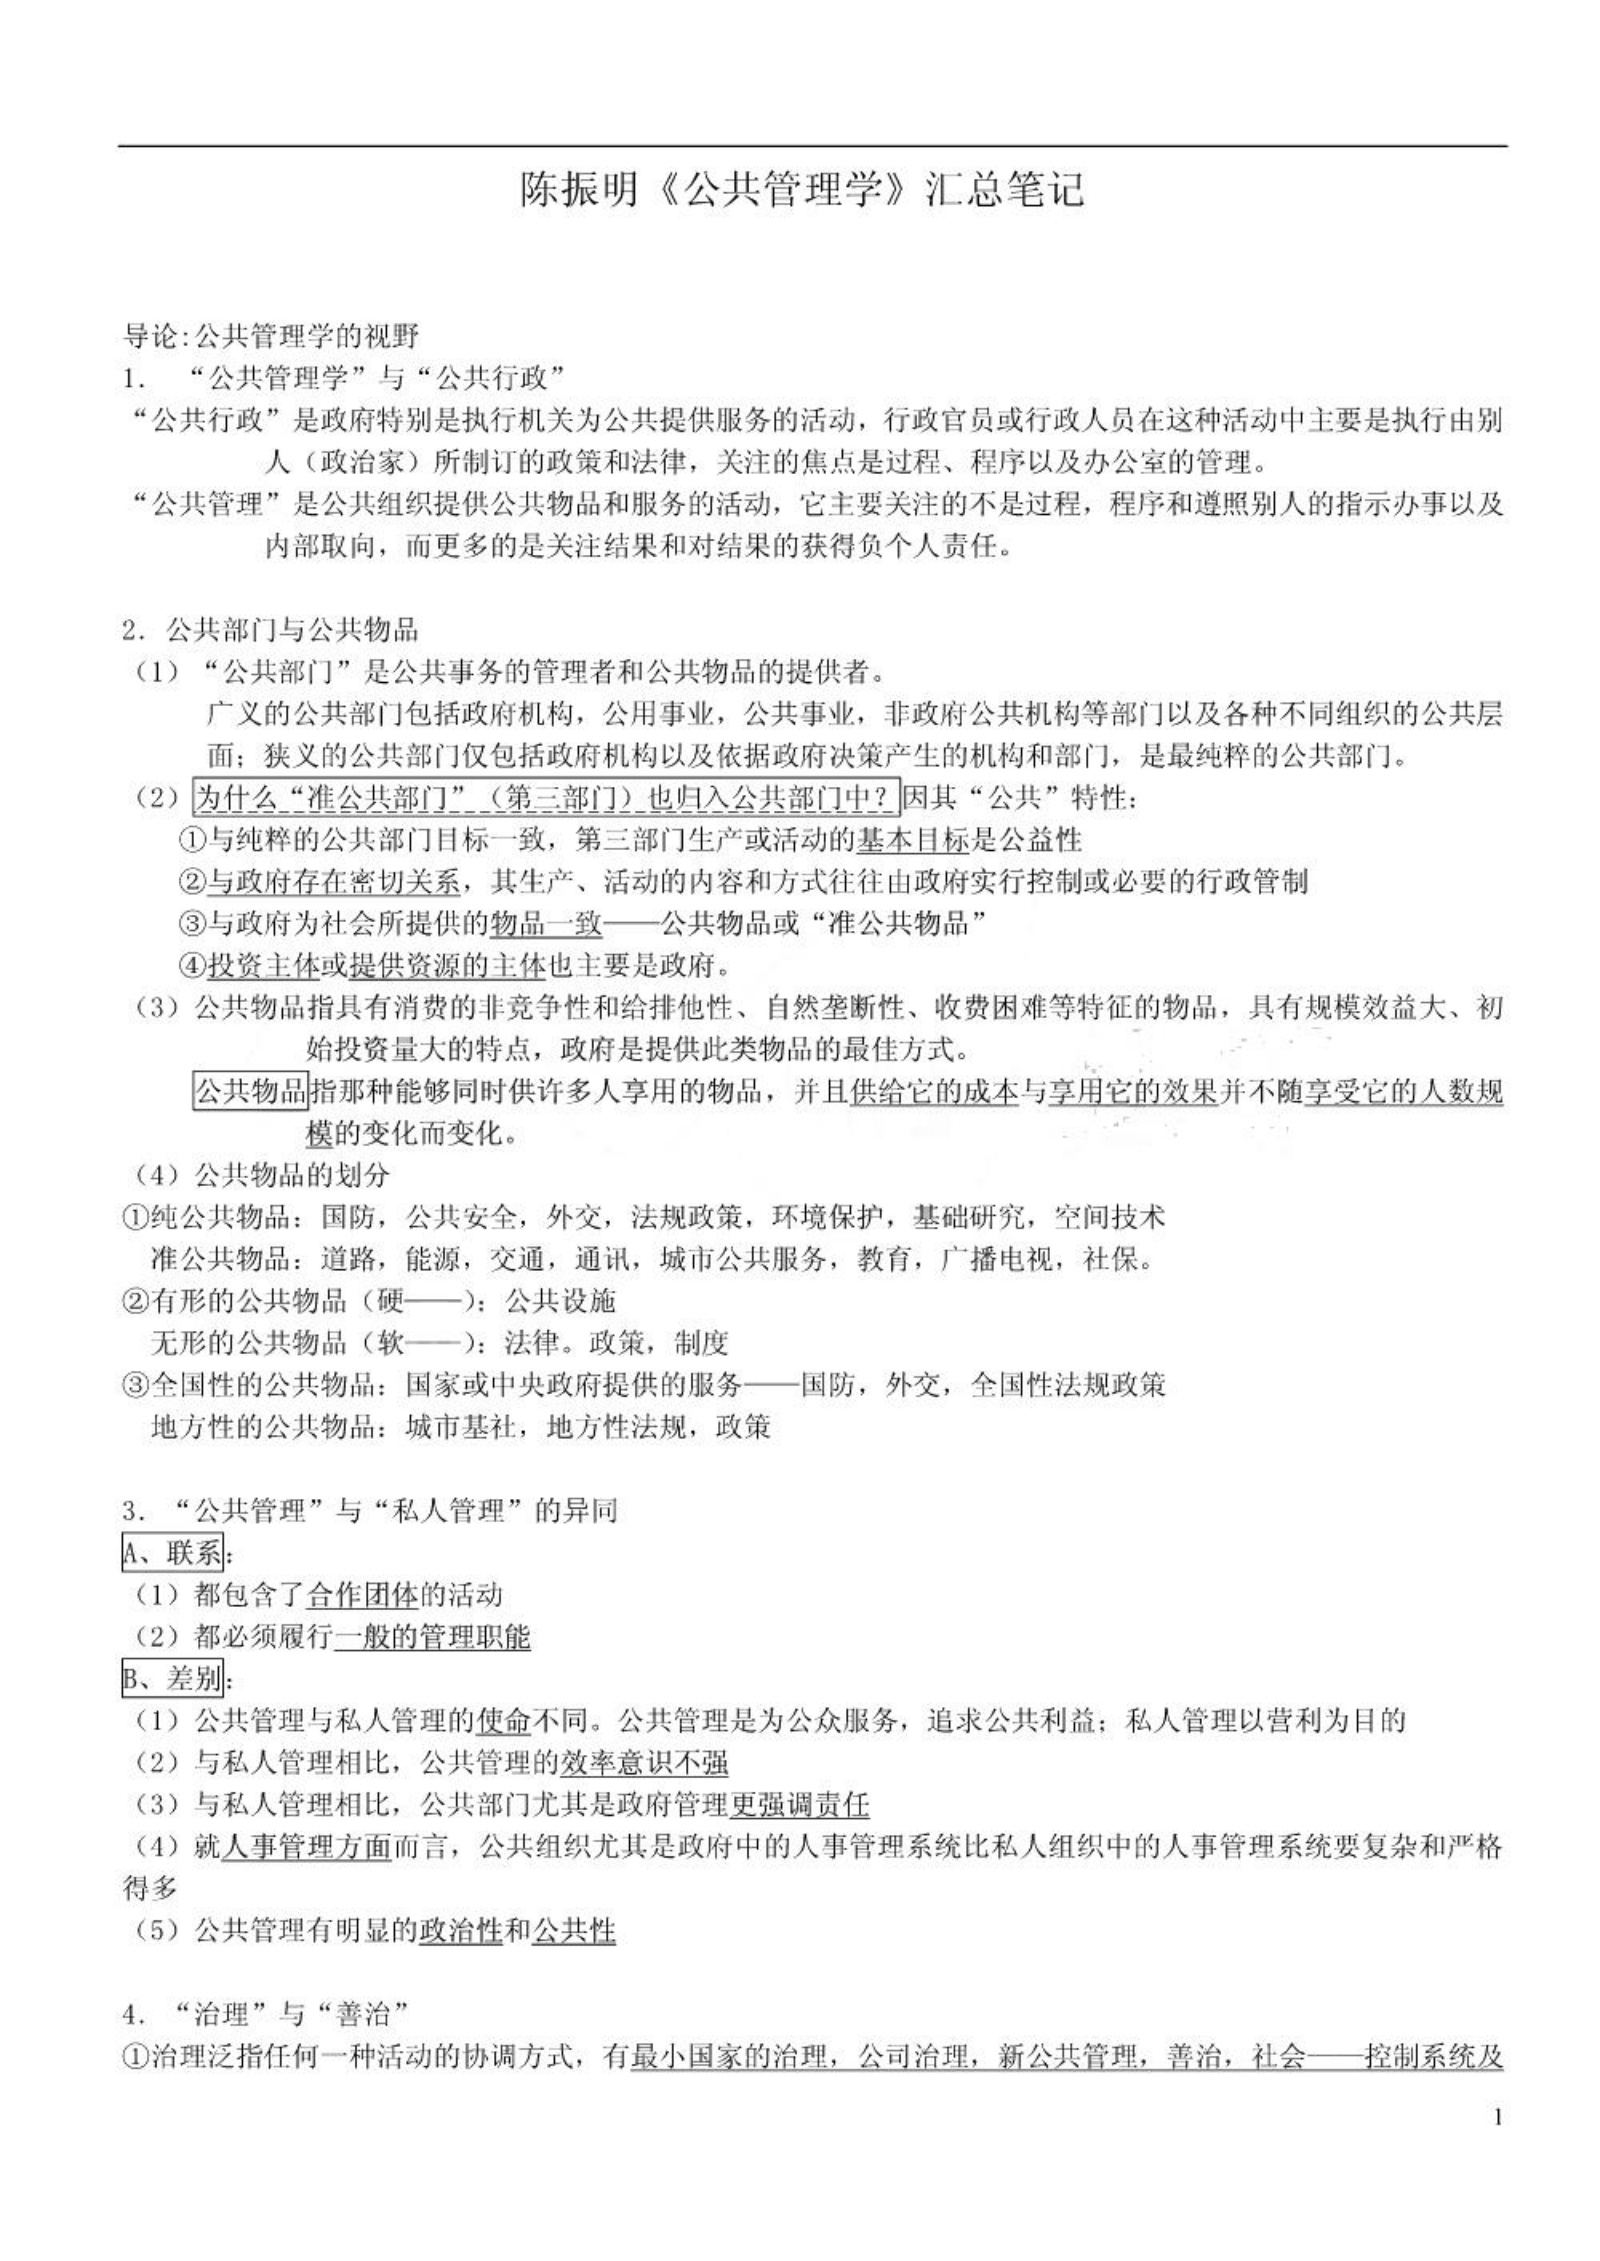 陈振明《公共管理学》汇总笔记
导论:公共管理学的视野
1. “公共管理学”与“公共行政”
“公共行政”是政府特别是执行机关为公共提供服务的活动，行政官员或行政人员在这种活动中主要是执行由别
人（政治家）所制订的政策和法律，关注的焦点是过程、程序以及办公室的管理。
“公共管理”是公共组织提供公共物品和服务的活动，它主要关注的不是过程，程序和遵照别人的指示办事以及
内部取向，而更多的是关注结果和对结果的获得负个人责任。
2. 公共部门与公共物品
（1）“公共部门”是公共事务的管理者和公共物品的提供者。
广义的公共部门包括政府机构，公用事业，公共事业，非政府公共机构等部门以及各种不同组织的公共层
面；狭义的公共部门仅包括政府机构以及依据政府决策产生的机构和部门，是最纯粹的公共部门。
（2）为什么“准公共部门”（第三部门）也归入公共部门中？因其“公共”特性：
①与纯粹的公共部门目标一致，第三部门生产或活动的基本目标是公益性
②与政府存在密切关系，其生产、活动的内容和方式往往由政府实行控制或必要的行政管制
③与政府为社会所提供的物品一致——公共物品或“准公共物品”
④投资主体或提供资源的主体也主要是政府。
（3）公共物品指具有消费的非竞争性和给排他性、自然垄断性、收费困难等特征的物品，具有规模效益大、初
始投资量大的特点，政府是提供此类物品的最佳方式。
公共物品指那种能够同时供许多人享用的物品，并且供给它的成本与享用它的效果并不随享受它的人数规
模的变化而变化。
（4）公共物品的划分
①纯公共物品：国防，公共安全，外交，法规政策，环境保护，基础研究，空间技术
准公共物品：道路，能源，交通，通讯，城市公共服务，教育，广播电视，社保。
②有形的公共物品（硬——）：公共设施
无形的公共物品（软——）：法律。政策，制度
③全国性的公共物品：国家或中央政府提供的服务——国防，外交，全国性法规政策
地方性的公共物品：城市基社，地方性法规，政策
3. “公共管理”与“私人管理”的异同
A、联系：
（1）都包含了合作团体的活动
（2）都必须履行一般的管理职能
B、差别：
（1）公共管理与私人管理的使命不同。公共管理是为公众服务，追求公共利益；私人管理以营利为目的
（2）与私人管理相比，公共管理的效率意识不强
（3）与私人管理相比，公共部门尤其是政府管理更强调责任
（4）就人事管理方面而言，公共组织尤其是政府中的人事管理系统比私人组织中的人事管理系统要复杂和严格
得多
（5）公共管理有明显的政治性和公共性
4. “治理”与“善治”
①治理泛指任何一种活动的协调方式，有最小国家的治理，公司治理，新公共管理，善治，社会——控制系统及
1